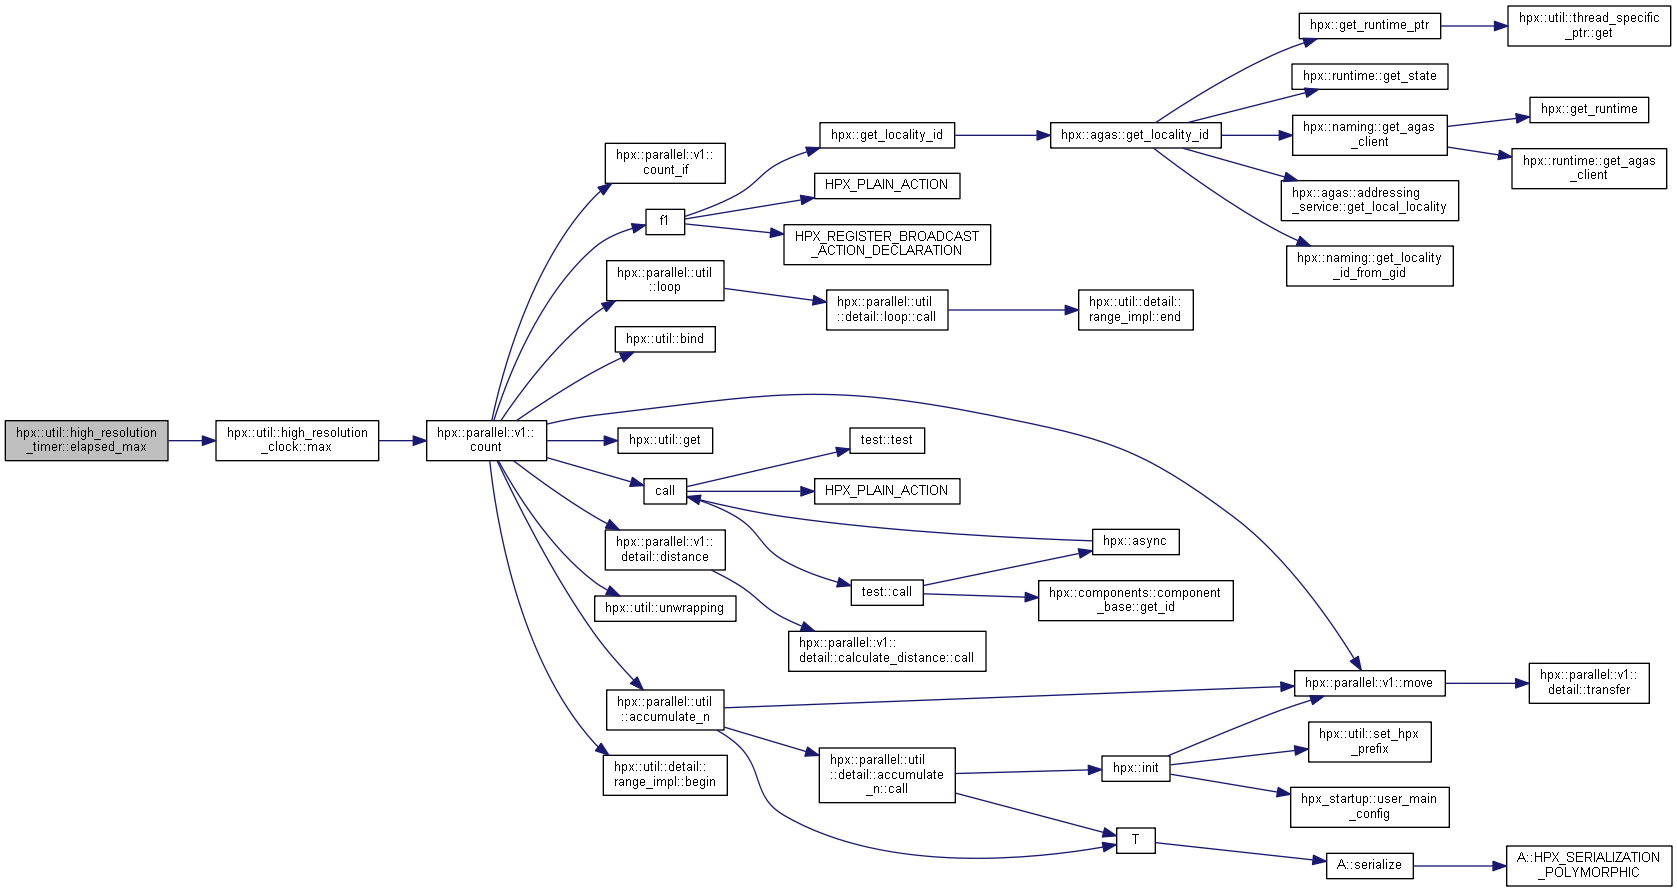 hpx::util::high_resolution
_timer::elapsed_max
hpx::util::high_resolution
_clock::max
hpx::parallel::v1::
count
hpx::parallel::v1::
count_if
f1
hpx::get_locality_id
hpx::agas::get_locality_id
hpx::get_runtime_ptr
hpx::util::thread_specific
_ptr::get
hpx::runtime::get_state
hpx::naming::get_agas
_client
hpx::get_runtime
hpx::runtime::get_agas
_client
hpx::agas::addressing
_service::get_local_locality
hpx::naming::get_locality
_id_from_gid
HPX_PLAIN_ACTION
HPX_REGISTER_BROADCAST
_ACTION_DECLARATION
hpx::parallel::util
::loop
hpx::parallel::util
::detail::loop::call
hpx::util::detail::
range_impl::end
hpx::util::bind
hpx::util::get
call
test::test
HPX_PLAIN_ACTION
test::call
hpx::async
hpx::components::component
_base::get_id
hpx::parallel::v1::
detail::distance
hpx::parallel::v1::
detail::calculate_distance::call
hpx::util::unwrapping
hpx::parallel::util
::accumulate_n
hpx::parallel::util
::detail::accumulate
_n::call
hpx::init
hpx::parallel::v1::move
hpx::parallel::v1::
detail::transfer
hpx::util::set_hpx
_prefix
hpx_startup::user_main
_config
T
A::serialize
A::HPX_SERIALIZATION
_POLYMORPHIC
hpx::util::detail::
range_impl::begin